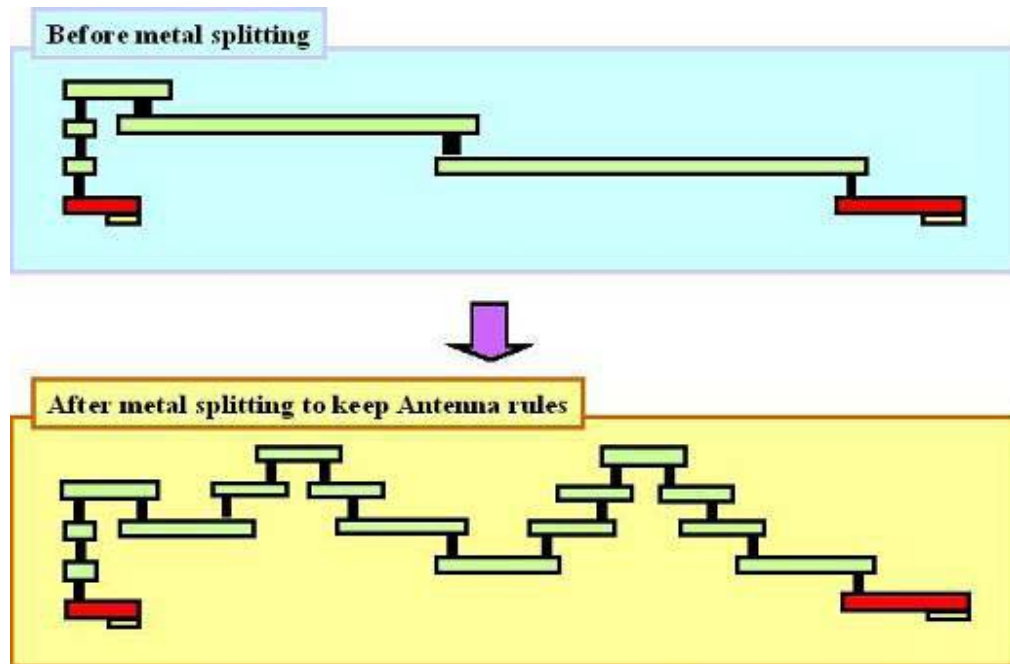 Before metal splitting
After metal splitting to keep Antenna rules